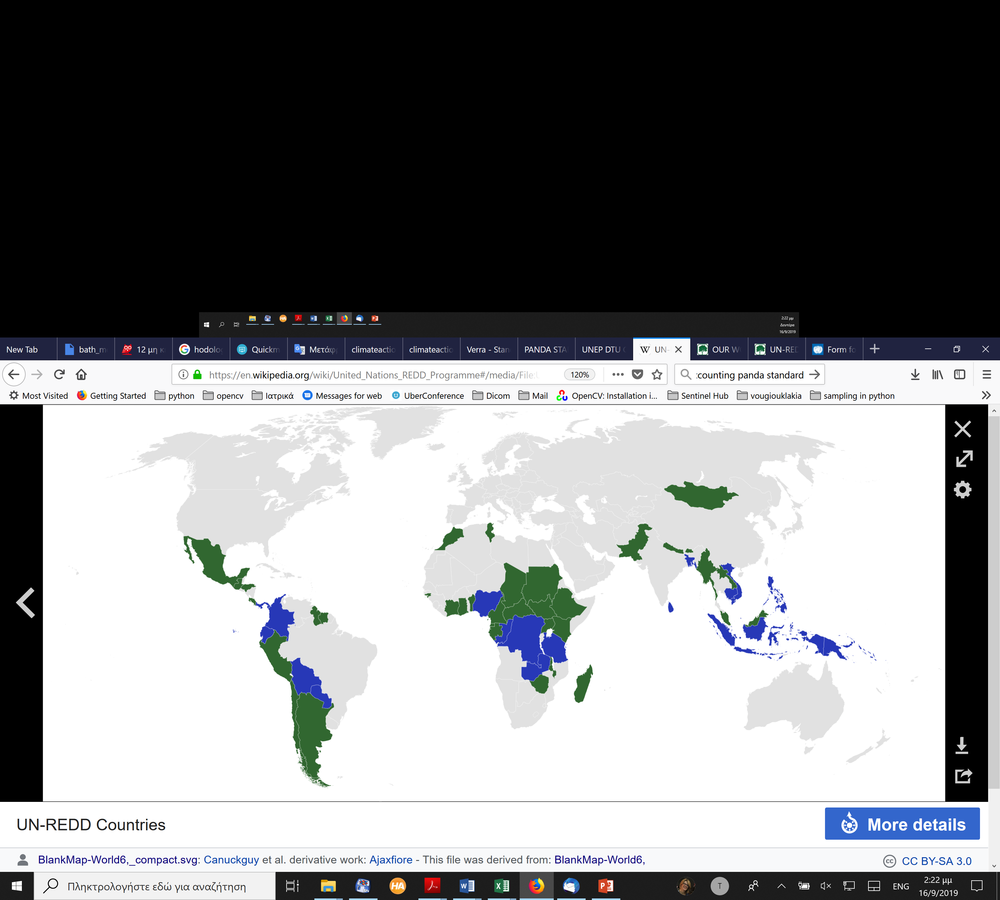 2:22 μμ
Δευτέρα
16/9/2019
New Tab
bath_m
12 μη κ
hodolog
Quickm
Μετάφ
climateactio
climateactio
Verra - Stan
PANDA STA
UNEP DTU
UN-
OUR W
UN-RED
Form fo
https://en.wikipedia.org/wiki/United_Nations_REDD_Programme#/media/File:U
120%
:counting panda standard
Most Visited
Getting Started
python
opencv
Ιατρικά
Messages for web
UberConference
Dicom
Mail
OpenCV: Installation i...
Sentinel Hub
vougiouklakia
sampling in python
UN-REDD Countries
More details
BlankMap-World6,_compact.svg: Canuckguy et al. derivative work: Ajaxfiore - This file was derived from: BlankMap-World6,
CC BY-SA 3.0
Πληκτρολογήστε εδώ για αναζήτηση
T
ENG
2:22 μμ
16/9/2019